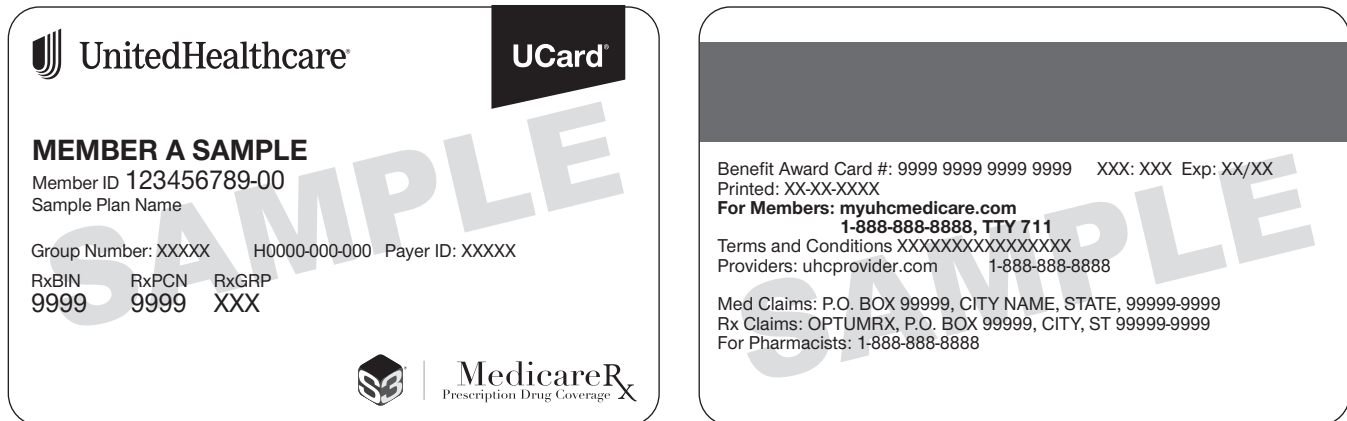 UnitedHealthcare®
UCard®
MEMBER A SAMPLE
Member ID 123456789-00
Sample Plan Name
Group Number: XXXXX H0000-000-000 Payer ID: XXXXX
RxBIN RxPCN RxGRP
9999 9999 XXX
SAMPLE
S3
MedicareRx
Prescription Drug Coverage
Benefit Award Card #: 9999 9999 9999 9999 XXX: XXX Exp: XX/XX
Printed: XX-XX-XXXX
For Members: myuhcmedicare.com
1-888-888-8888, TTY 711
Terms and Conditions XXXXXXXXXXXXXXXX
Providers: uhcprovider.com 1-888-888-8888
Med Claims: P.O. BOX 99999, CITY NAME, STATE, 99999-9999
Rx Claims: OPTUMRX, P.O. BOX 99999, CITY, ST 99999-9999
For Pharmacists: 1-888-888-8888
SAMPLE